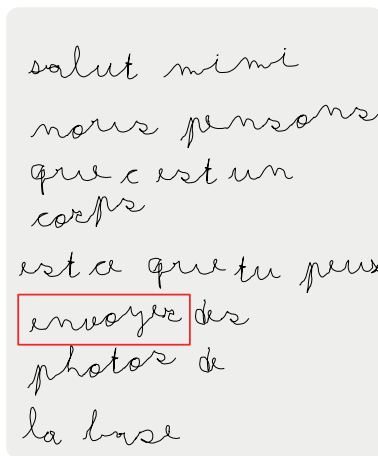 salut mimi
nous pensons
que c est un
corps
est ce que tu peux
envoyer des
photos de
la base